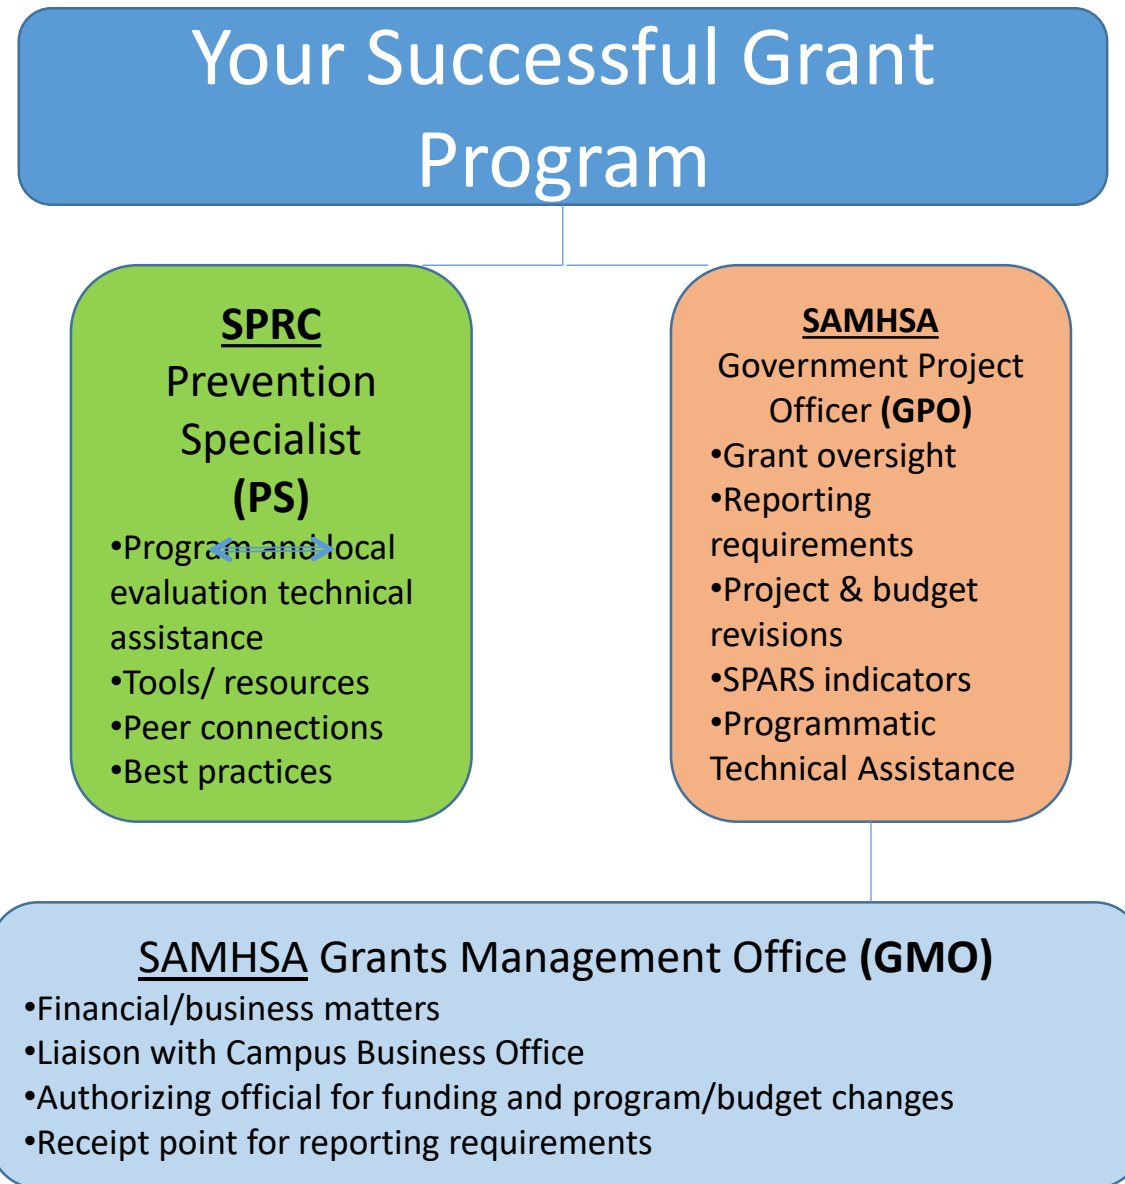 Your Successful Grant
Program
SPRC
Prevention
Specialist
(PS)
•Program and local
evaluation technical
assistance
•Tools/ resources
•Peer connections
•Best practices
SAMHSA
Government Project
Officer (GPO)
•Grant oversight
•Reporting
requirements
•Project & budget
revisions
•SPARS indicators
•Programmatic
Technical Assistance
SAMHSA Grants Management Office (GMO)
•Financial/business matters
•Liaison with Campus Business Office
•Authorizing official for funding and program/budget changes
•Receipt point for reporting requirements